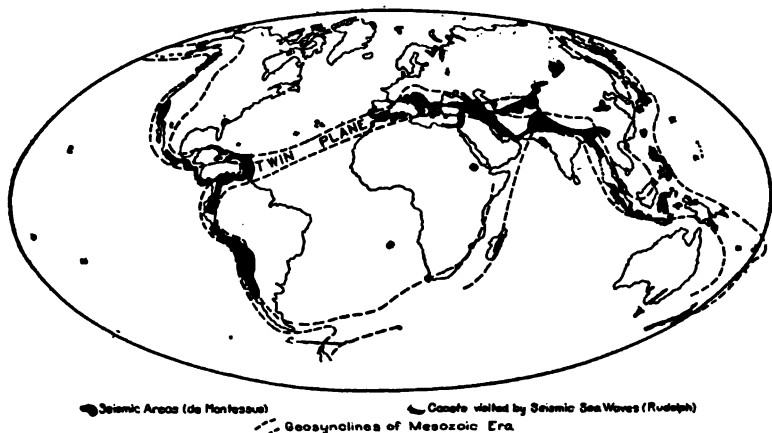 TWIN PLANE
Seismic Areas (de Montessus) Coasts visited by Seismic Sea Waves (Rudolph)
Geosynclines of Mesozoic Era